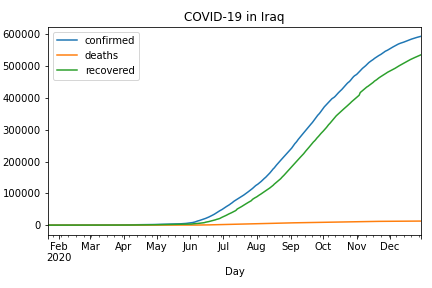 COVID-19 in Iraq
confirmed
deaths
recovered
600000
500000
400000
300000
200000
100000
0
Feb Mar Apr May Jun Jul Aug Sep Oct Nov Dec
2020
Day